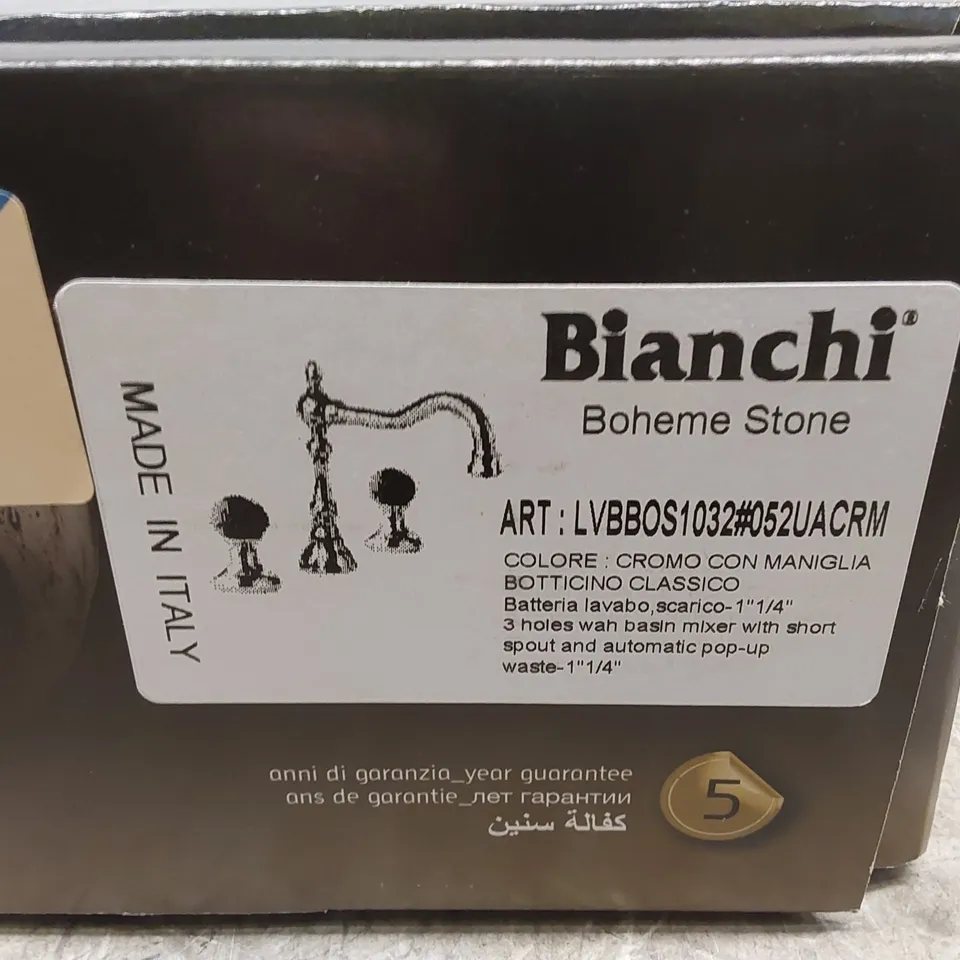 MADE IN ITALY
Bianchi®
Boheme Stone
ART : LVBBOS1032#052UACRM
COLORE : CROMO CON MANIGLIA
BOTTICINO CLASSICO
Batteria lavabo,scarico-1"1/4"
3 holes wah basin mixer with short
spout and automatic pop-up
waste-1"1/4"
anni di garanzia_year guarantee
ans de garantie_лет гарантии
كفالة سنين
5